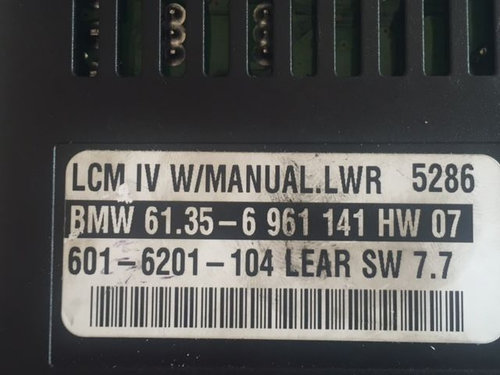 LCM IV W/MANUAL.LWR 5286
BMW 61.35-6 961 141 HW 07
601-6201-104 LEAR SW 7.7